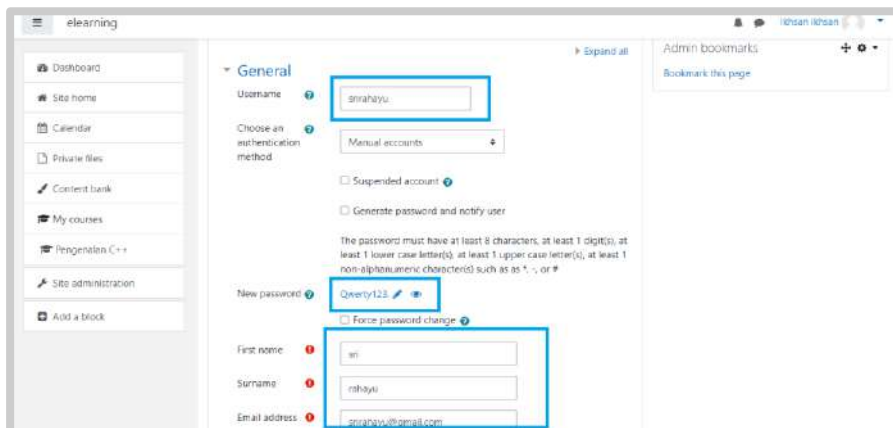 elearning
Ikhsan ikhsan
Dashboard
Site home
Calendar
Private files
Content bank
My courses
Pengenalan C++
Site administration
Add a block
Expand all
General
Username
srirahayu
Choose an
authentication
method
Manual accounts
Suspended account
Generate password and notify user
The password must have at least 8 characters, at least 1 digit(s), at
least 1 lower case letter(s), at least 1 upper case letter(s), at least 1
non-alphanumeric character(s) such as as *, -, or #
New password
Qwerty123.
Force password change
First name
sri
Surname
rahayu
Email address
srirahayu@gmail.com
Admin bookmarks
Bookmark this page